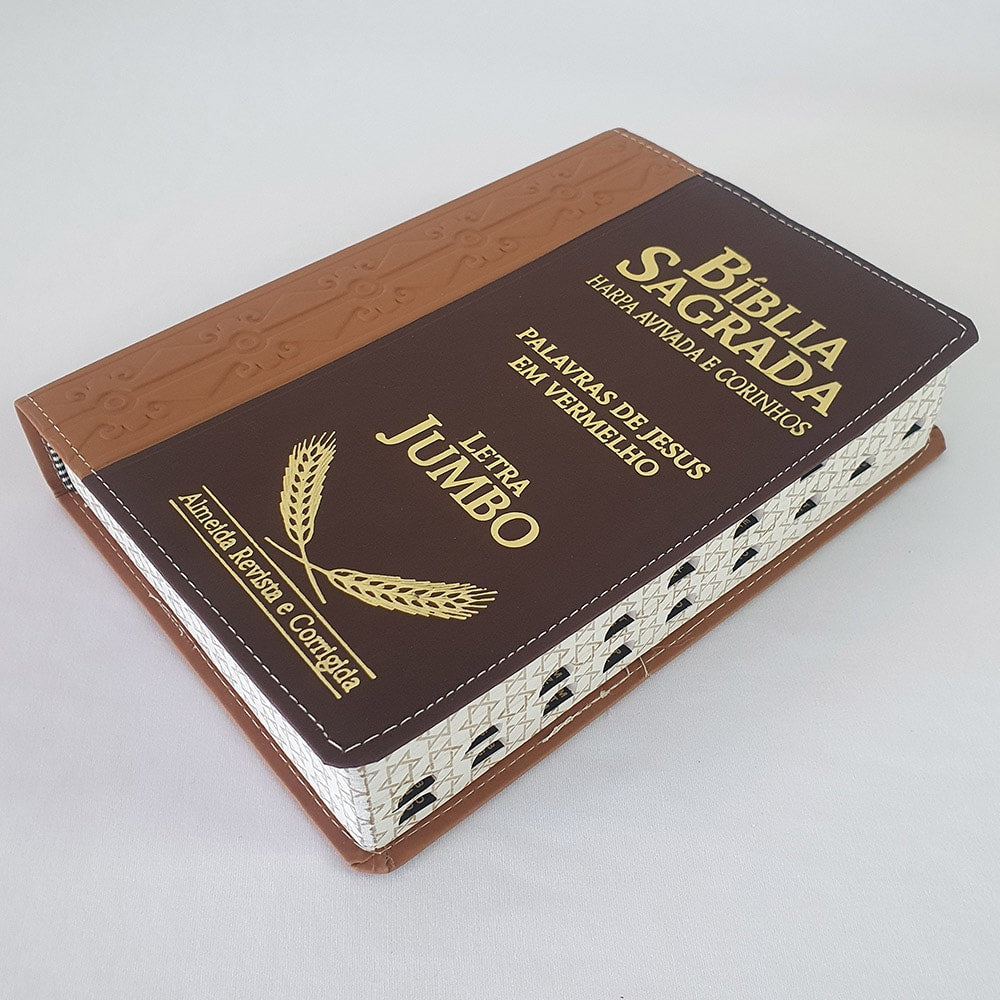 BÍBLIA
SAGRADA
HARPA AVIVADA E CORINHOS
PALAVRAS DE JESUS
EM VERMELHO
LETRA
JUMBO
Almeida Revista e Corrigida